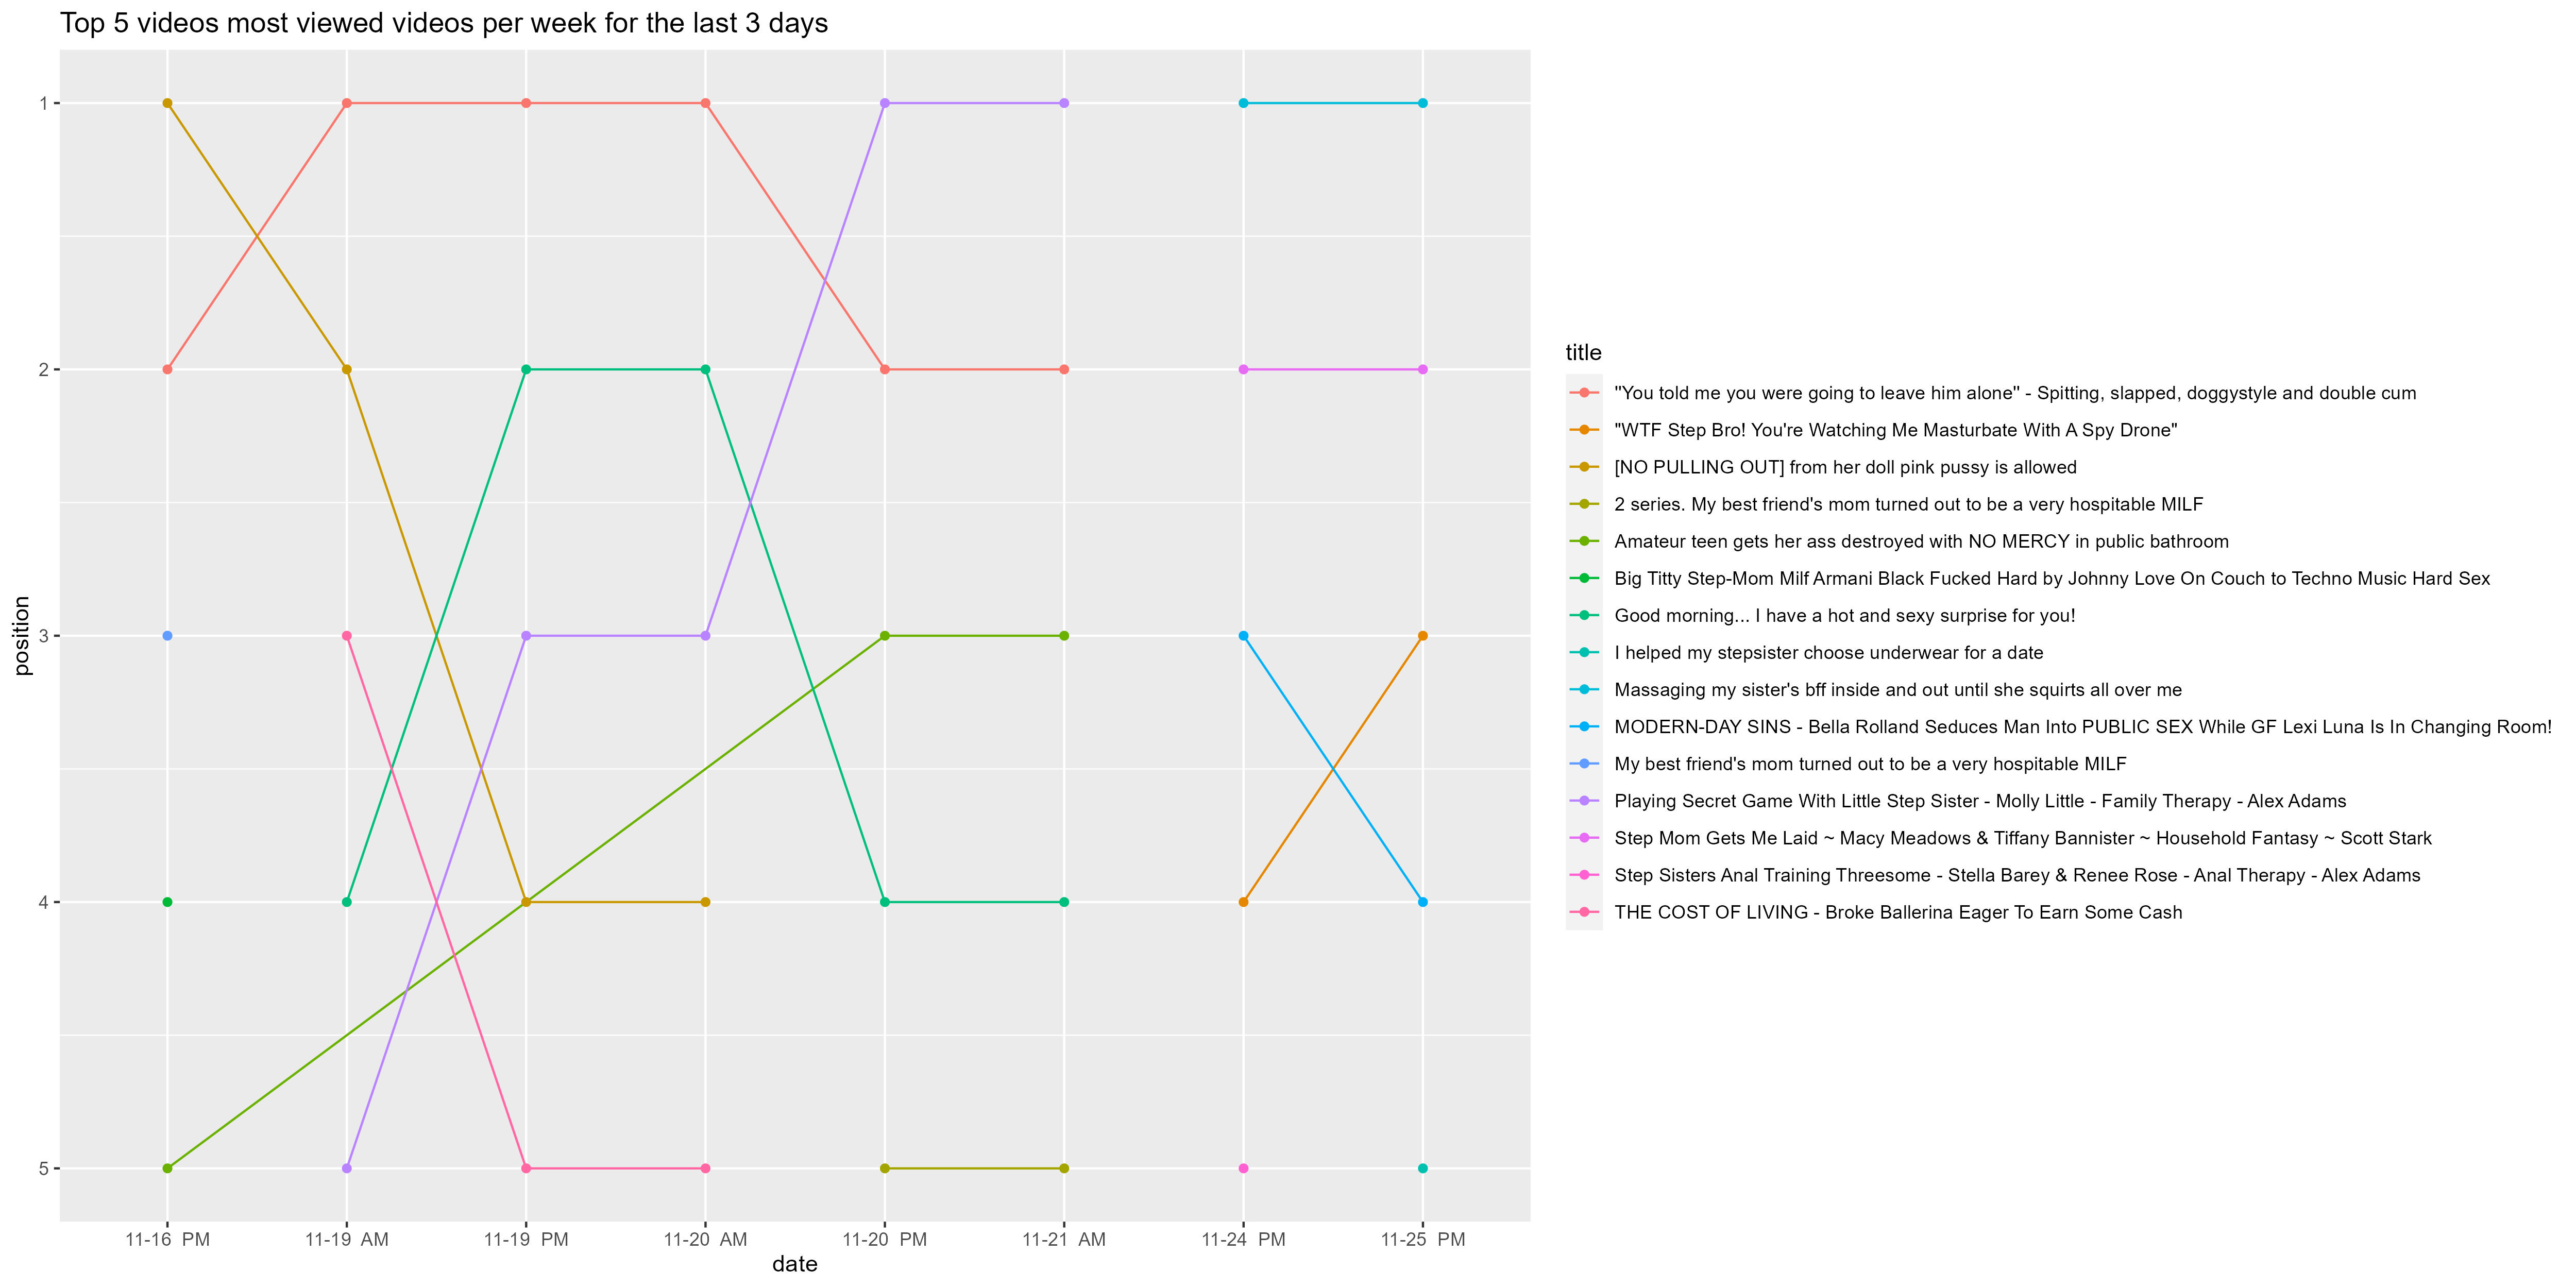 Top 5 videos most viewed videos per week for the last 3 days
position
1
2
3
4
5
11-16 PM
11-19 AM
11-19 PM
11-20 AM
11-20 PM
11-21 AM
11-24 PM
11-25 PM
date
title
"You told me you were going to leave him alone" - Spitting, slapped, doggystyle and double cum
"WTF Step Bro! You're Watching Me Masturbate With A Spy Drone"
[NO PULLING OUT] from her doll pink pussy is allowed
2 series. My best friend's mom turned out to be a very hospitable MILF
Amateur teen gets her ass destroyed with NO MERCY in public bathroom
Big Titty Step-Mom Milf Armani Black Fucked Hard by Johnny Love On Couch to Techno Music Hard Sex
Good morning... I have a hot and sexy surprise for you!
I helped my stepsister choose underwear for a date
Massaging my sister's bff inside and out until she squirts all over me
MODERN-DAY SINS - Bella Rolland Seduces Man Into PUBLIC SEX While GF Lexi Luna Is In Changing Room!
My best friend's mom turned out to be a very hospitable MILF
Playing Secret Game With Little Step Sister - Molly Little - Family Therapy - Alex Adams
Step Mom Gets Me Laid ~ Macy Meadows & Tiffany Bannister ~ Household Fantasy ~ Scott Stark
Step Sisters Anal Training Threesome - Stella Barey & Renee Rose - Anal Therapy - Alex Adams
THE COST OF LIVING - Broke Ballerina Eager To Earn Some Cash